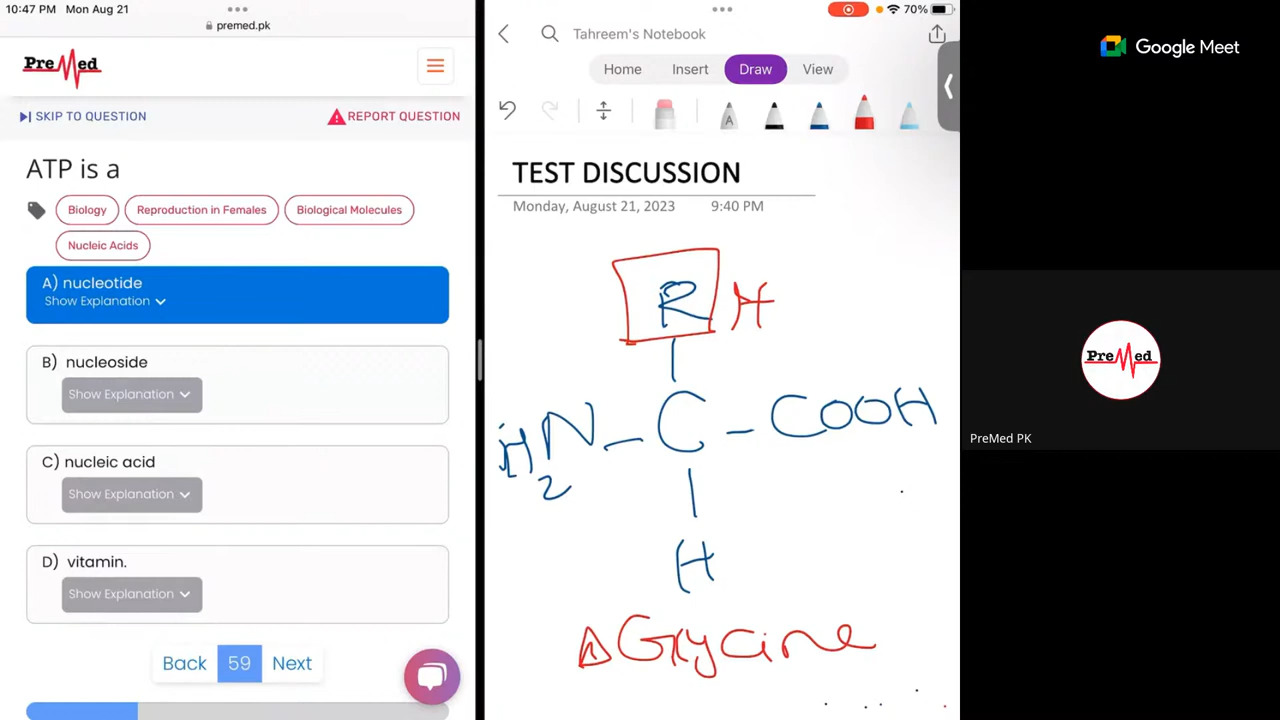 10:47 PM Mon Aug 21
premed.pk
PreMed
SKIP TO QUESTION
REPORT QUESTION
ATP is a
Biology
Reproduction in Females
Biological Molecules
Nucleic Acids
A) nucleotide
Show Explanation
B) nucleoside
Show Explanation
C) nucleic acid
Show Explanation
D) vitamin.
Show Explanation
Back 59 Next
70%
Tahreem's Notebook
Home Insert Draw View
A
TEST DISCUSSION
Monday, August 21, 2023 9:40 PM
R H
H2N - C - COOH
H
Glycine
Google Meet
PreMed
PreMed PK